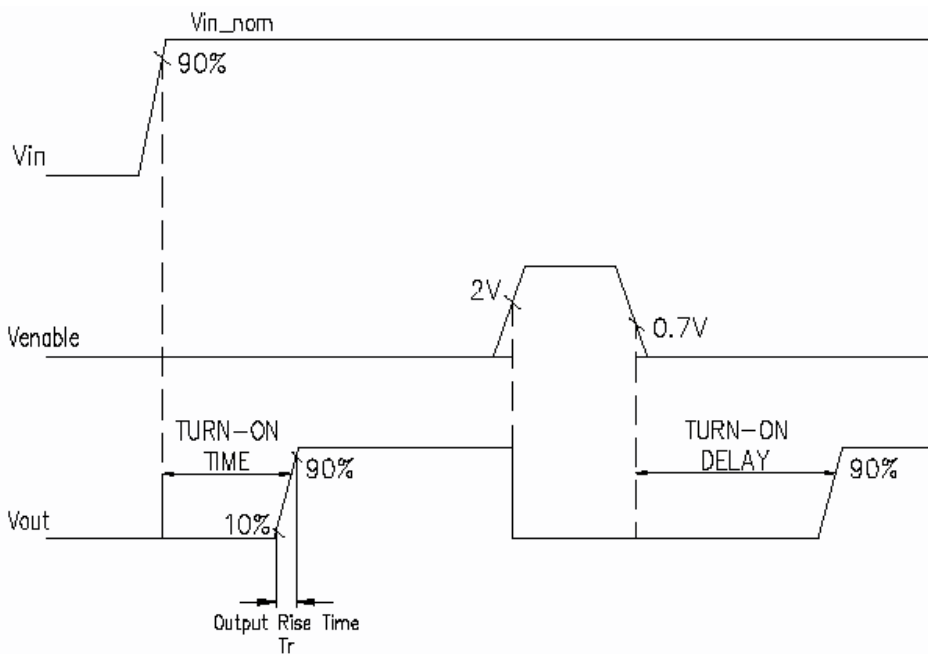 Vin_nom
90%
Vin
2V
0.7V
Venable
TURN-ON
TIME
TURN-ON
DELAY
90%
90%
Vout
10%
Output Rise Time
Tr